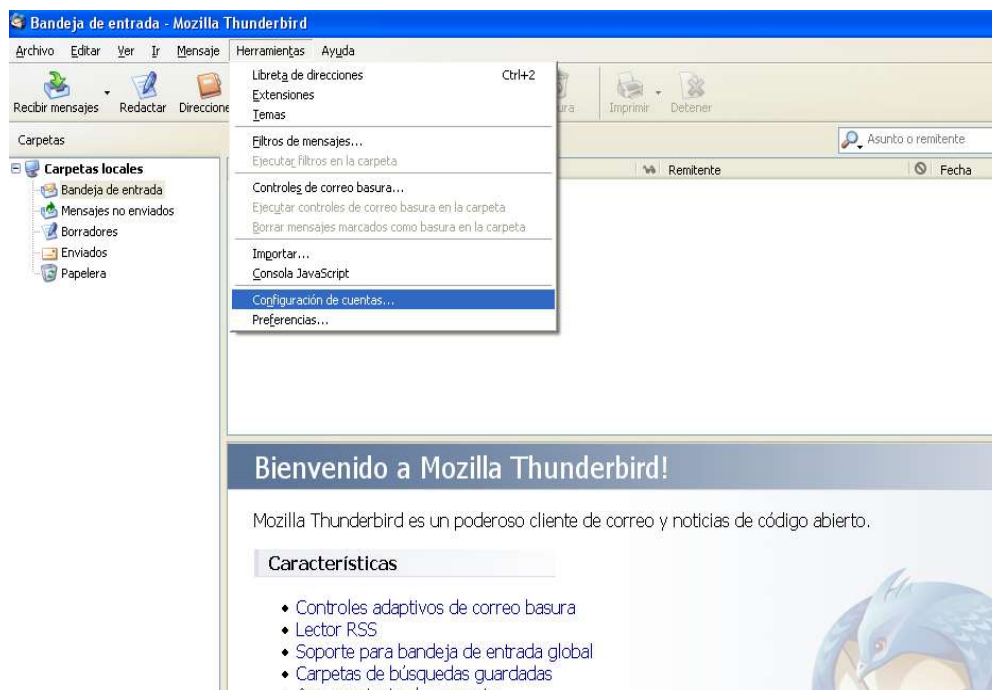 Bandeja de entrada - Mozilla Thunderbird
Archivo Editar Ver Ir Mensaje Herramientas Ayuda
Recibir mensajes Redactar Direccione Imprimir Detener
Carpetas
Asunto o remitente
Carpetas locales
Bandeja de entrada
Mensajes no enviados
Borradores
Enviados
Papelera
Libreta de direcciones Ctrl+2
Extensiones
Temas
Filtros de mensajes...
Ejecutar filtros en la carpeta
Controles de correo basura...
Ejecutar controles de correo basura en la carpeta
Borrar mensajes marcados como basura en la carpeta
Importar...
Consola JavaScript
Configuración de cuentas...
Preferencias...
Remitente Fecha
Bienvenido a Mozilla Thunderbird!
Mozilla Thunderbird es un poderoso cliente de correo y noticias de código abierto.
Características
• Controles adaptivos de correo basura
• Lector RSS
• Soporte para bandeja de entrada global
• Carpetas de búsquedas guardadas